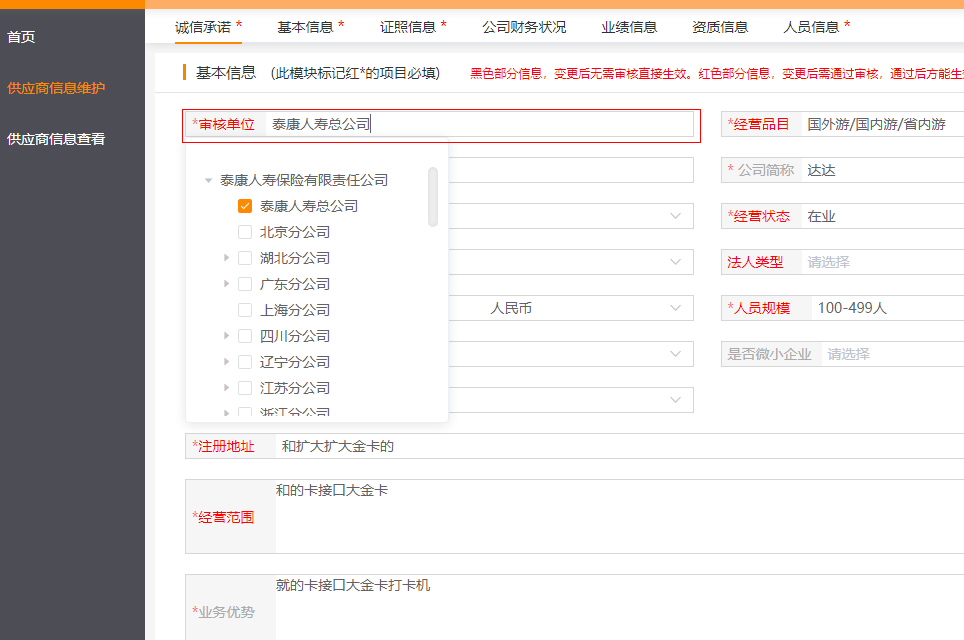 首页
供应商信息维护
供应商信息查看
诚信承诺 * 基本信息 * 证照信息 * 公司财务状况 业绩信息 资质信息 人员信息 *
基本信息 (此模块标记红*的项目必填) 黑色部分信息，变更后无需审核直接生效。红色部分信息，变更后需通过审核，通过后方能生
*审核单位 泰康人寿总公司 *经营品目 国外游/国内游/省内游
泰康人寿保险有限责任公司 * 公司简称 达达
泰康人寿总公司
*经营状态 在业
北京分公司
湖北分公司 法人类型 请选择
广东分公司
上海分公司 人民币 *人员规模 100-499人
四川分公司
辽宁分公司 是否微小企业 请选择
江苏分公司
浙江分公司
*注册地址 和扩大扩大金卡的
*经营范围 和的卡接口大金卡
*业务优势 就的卡接口大金卡打卡机